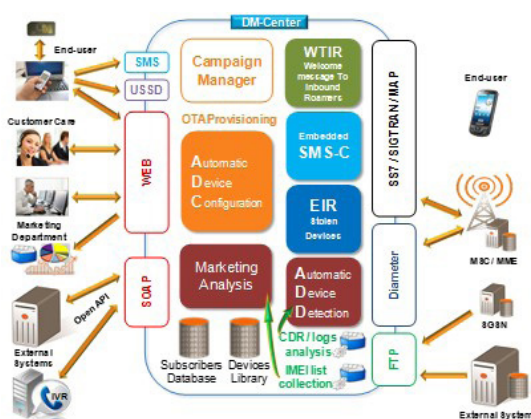 DM-Center
End-user
SMS
USSD
Campaign
Manager
WTIR
Welcome
message To
Inbound
Roamers
SS7 / SIGTRAN/ MAP
End-user
Customer Care
WEB
OTAProvisioning
Automatic
Device
Configuration
Embedded
SMS-C
EIR
Stolen
Devices
Marketing
Department
MSC / MME
Diameter
SOAP
Marketing
Analysis
Automatic
Device
Detection
SGSN
Open API
External
Systems
IVR
Subscribers
Database
Devices
Library
CDR / logs
analysis
IMEI list
collection
FTP
External System